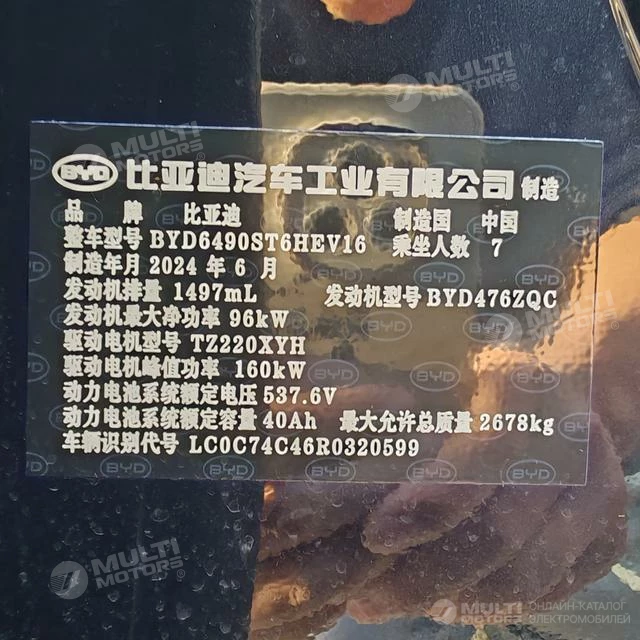 MULTI MOTORS®
BYD 比亚迪汽车工业有限公司 制造
品 牌 比亚迪 制造国 中国
整车型号 BYD6490ST6HEV16 乘坐人数 7
制造年月 2024 年 6 月
发动机排量 1497mL 发动机型号 BYD476ZQC
发动机最大净功率 96kW
驱动电机型号 TZ220XYH
驱动电机峰值功率 160kW
动力电池系统额定电压 537.6V
动力电池系统额定容量 40Ah 最大允许总质量 2678kg
车辆识别代号 LC0C74C46R0320599
MULTI MOTORS®
MULTI MOTORS® ОНЛАЙН-КАТАЛОГ ЭЛЕКТРОМОБИЛЕЙ